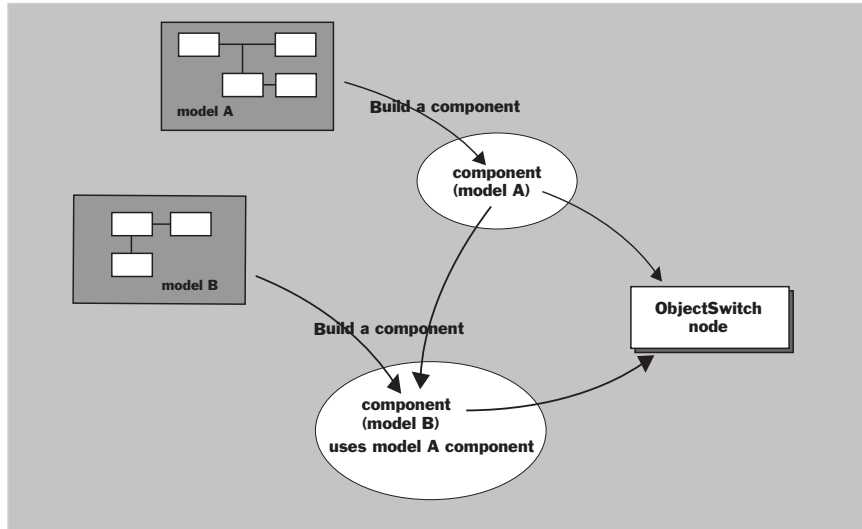 model A
Build a component
component
(model A)
model B
ObjectSwitch
node
Build a component
component
(model B)
uses model A component